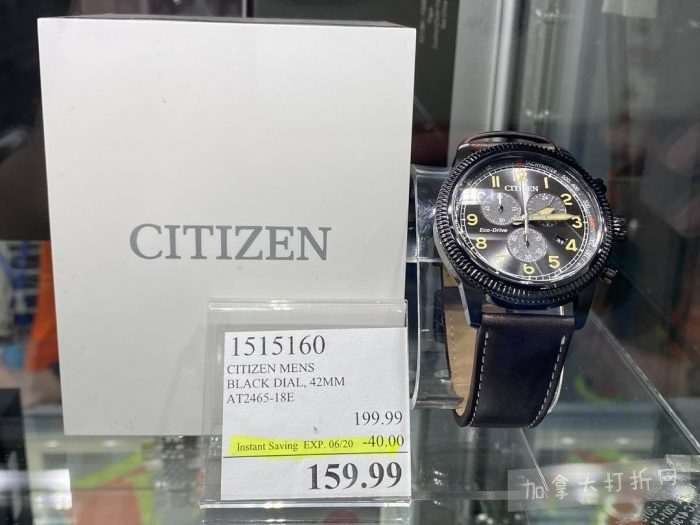 CITIZEN
1515160
CITIZEN MENS
BLACK DIAL, 42MM
AT2465-18E
199.99
Instant Saving EXP. 06/20 -40.00
159.99
TACHYMETER
CITIZEN
Eco-Drive
加拿大打折网